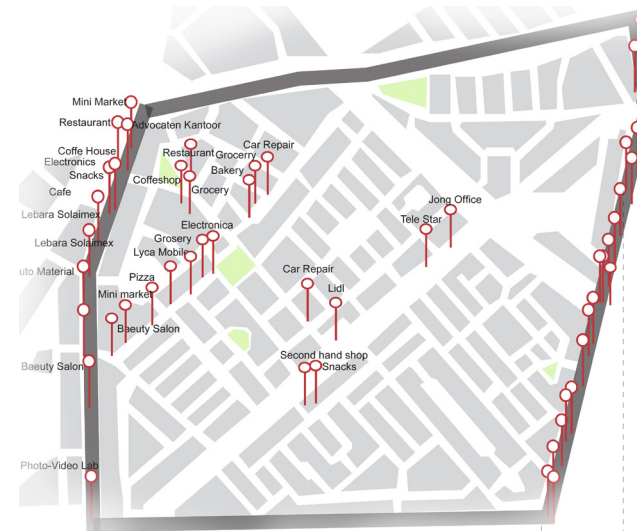 Mini Market
Restaurant
Advocaten Kantoor
Coffe House
Restaurant
Grocerry
Car Repair
Electronics
Snacks
Coffeshop
Bakery
Grocery
Cafe
Jong Office
Lebara Solaimex
Tele Star
Electronica
Lebara Solaimex
Grosery
Lyca Mobile
uto Material
Pizza
Car Repair
Mini market
Lidl
Baeuty Salon
Second hand shop
Baeuty Salon
Snacks
Photo-Video Lab